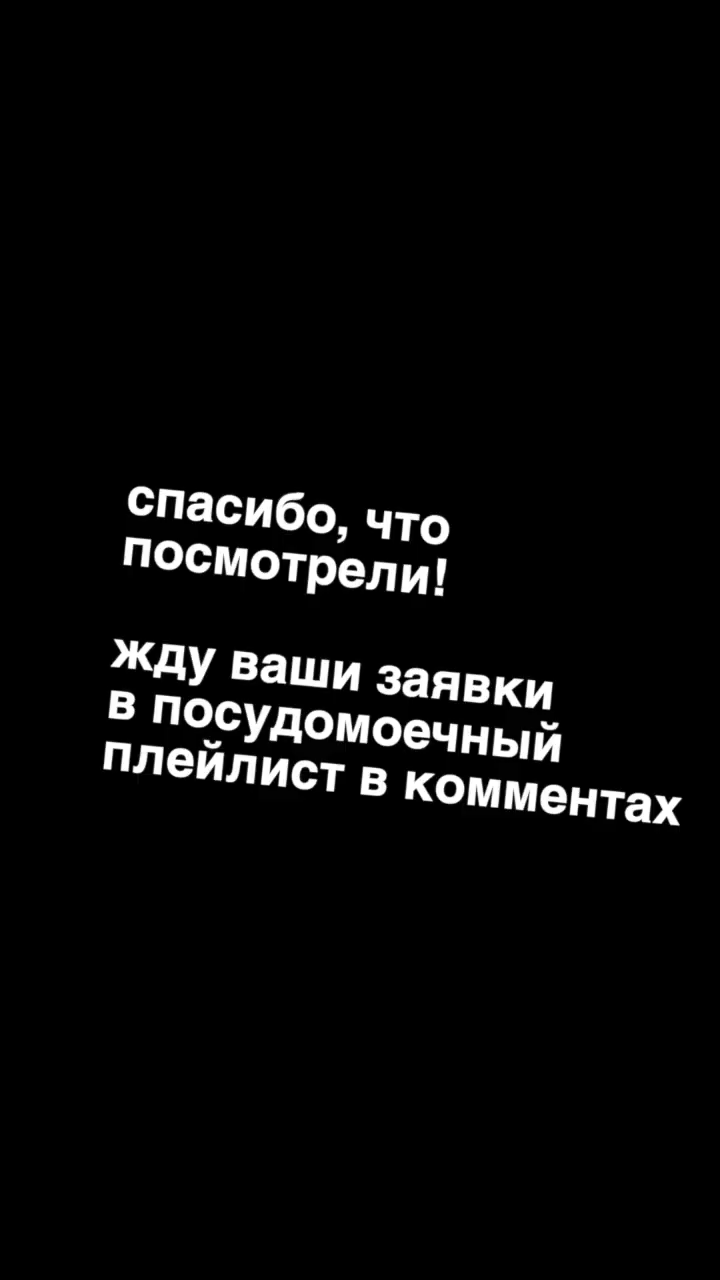 спасибо, что
посмотрели!
жду ваши заявки
в посудомоечный
плейлист в комментах